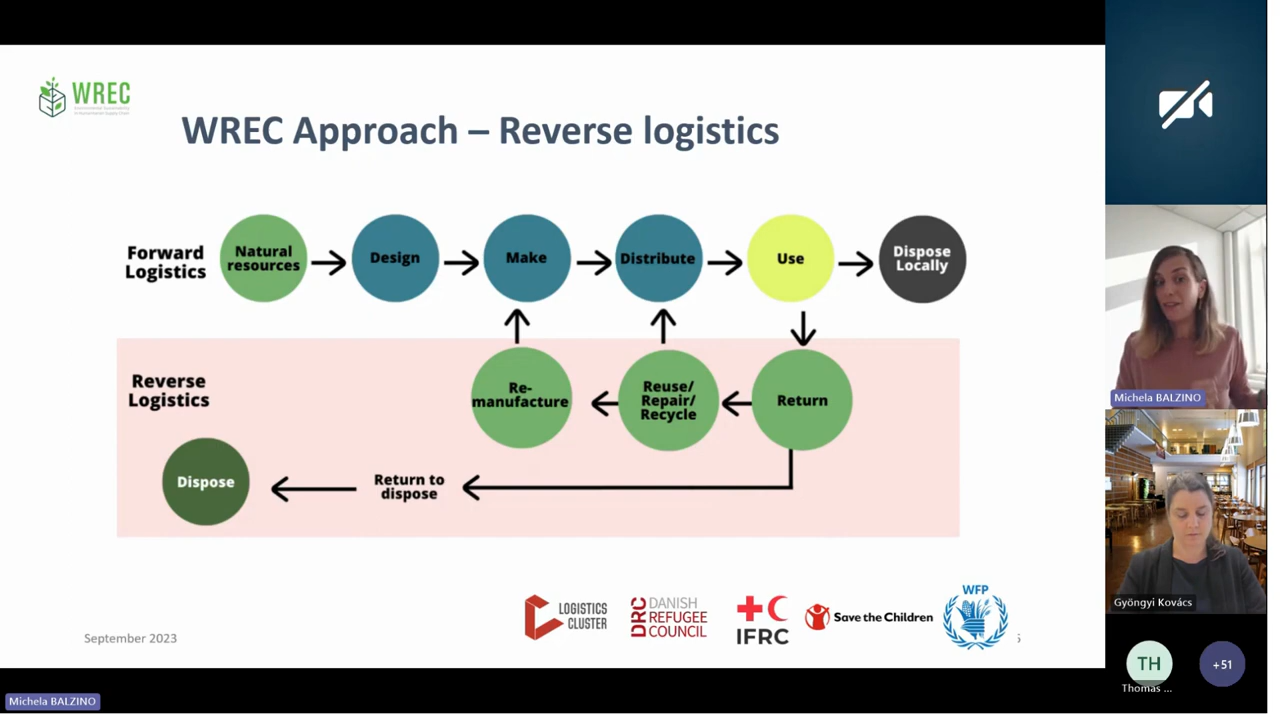 WREC
WREC Approach – Reverse logistics
Forward
Logistics
Natural
resources
Design
Make
Distribute
Use
Dispose
Locally
Reverse
Logistics
Re-
manufacture
Reuse/
Repair/
Recycle
Return
Dispose
Return to
dispose
LOGISTICS
CLUSTER
DRC
DANISH
REFUGEE
COUNCIL
IFRC
Save the Children
WFP
September 2023
Michela BALZINO
Michela BALZINO
Gyöngyi Kovács
TH
Thomas ...
+51